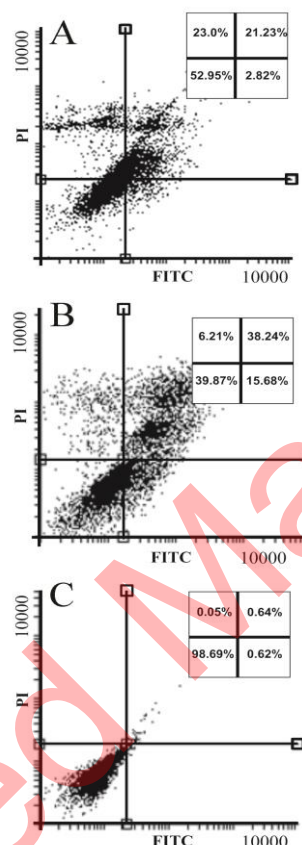 A
23.0% 21.23%
52.95% 2.82%
10000
PI
FITC 10000
B
6.21% 38.24%
39.87% 15.68%
10000
PI
FITC 10000
C
0.05% 0.64%
98.69% 0.62%
10000
PI
FITC 10000